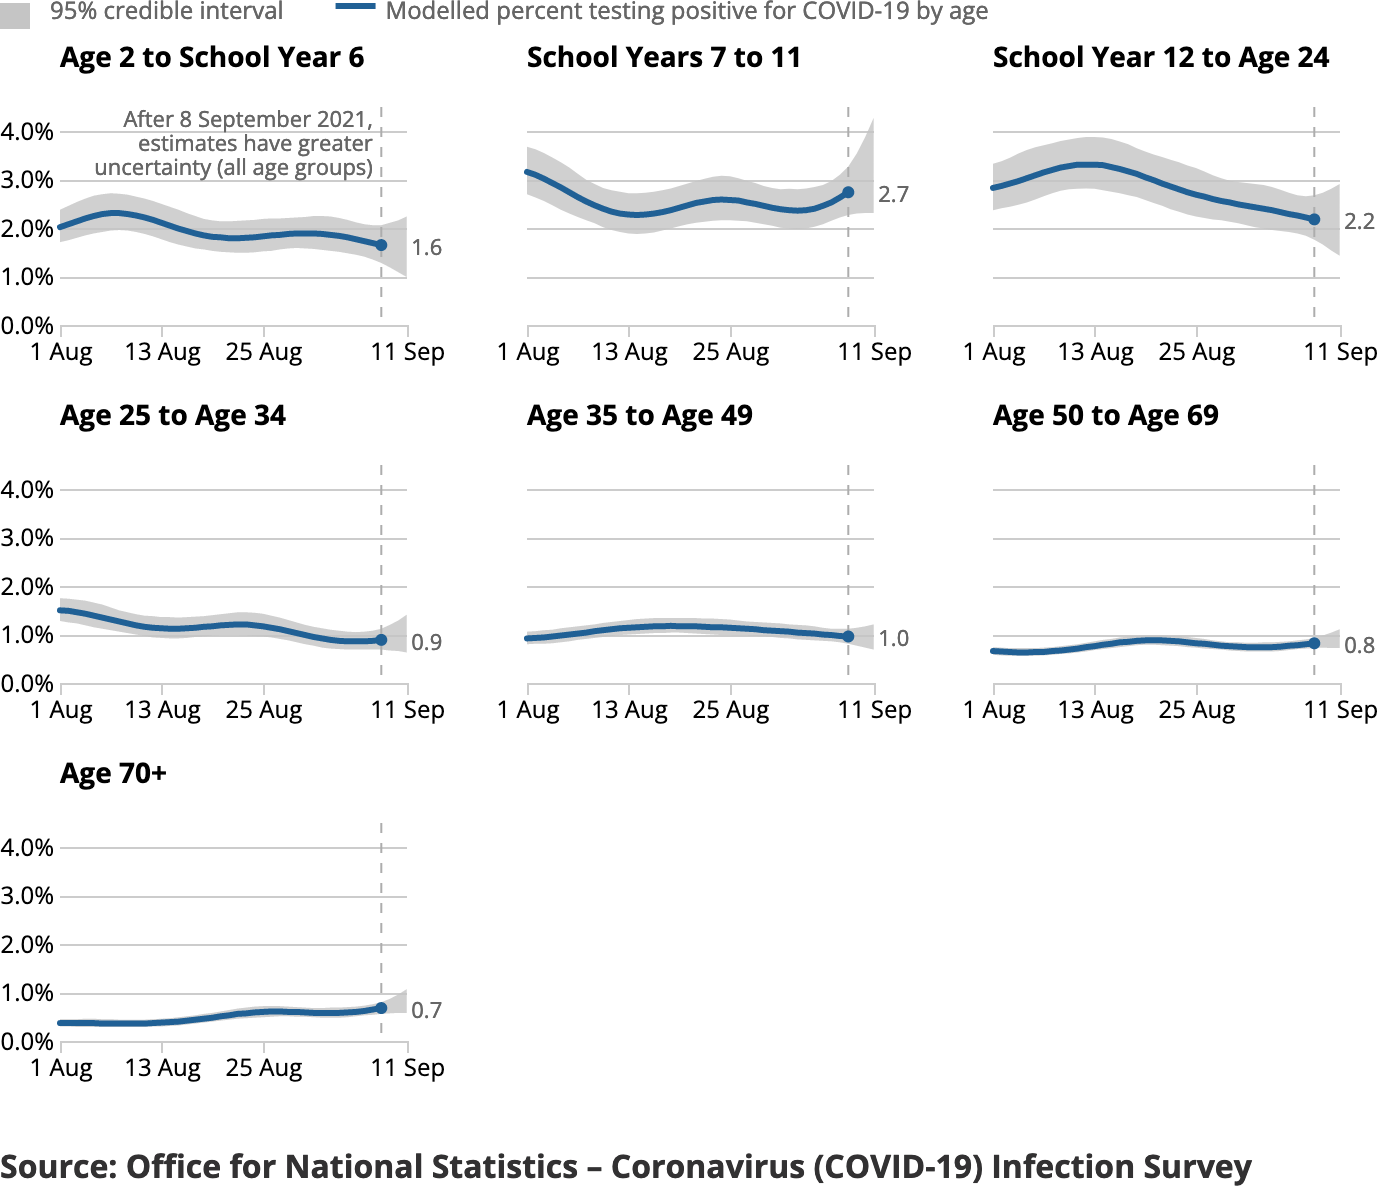 95% credible interval
Modelled percent testing positive for COVID-19 by age
Age 2 to School Year 6
School Years 7 to 11
School Year 12 to Age 24
After 8 September 2021,
estimates have greater
uncertainty (all age groups)
4.0%
3.0%
2.0%
1.0%
0.0%
1.6
2.7
2.2
1 Aug
13 Aug
25 Aug
11 Sep
1 Aug
13 Aug
25 Aug
11 Sep
1 Aug
13 Aug
25 Aug
11 Sep
Age 25 to Age 34
Age 35 to Age 49
Age 50 to Age 69
4.0%
3.0%
2.0%
1.0%
0.0%
0.9
1.0
0.8
1 Aug
13 Aug
25 Aug
11 Sep
1 Aug
13 Aug
25 Aug
11 Sep
1 Aug
13 Aug
25 Aug
11 Sep
Age 70+
4.0%
3.0%
2.0%
1.0%
0.0%
0.7
1 Aug
13 Aug
25 Aug
11 Sep
Source: Office for National Statistics – Coronavirus (COVID-19) Infection Survey